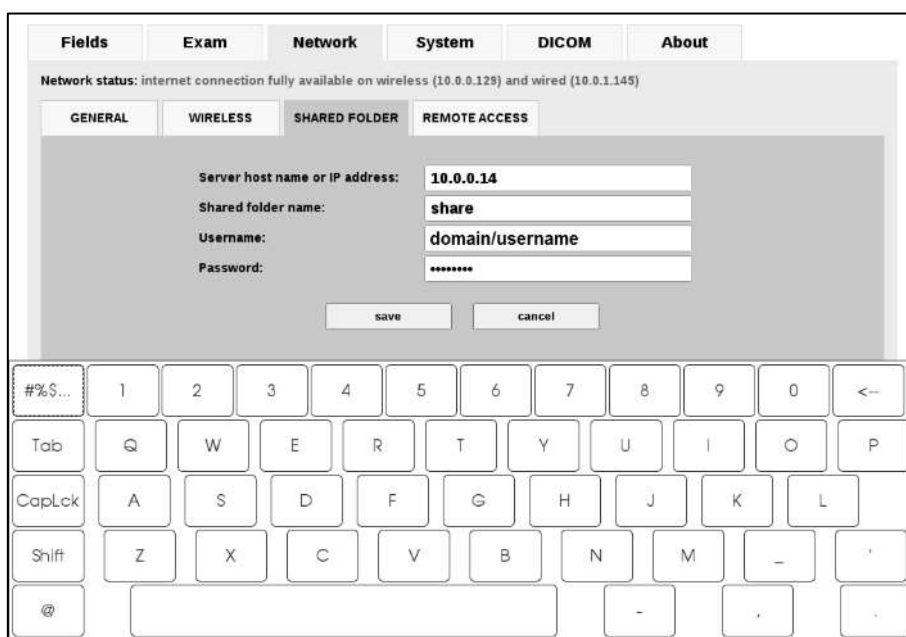 Fields Exam Network System DICOM About
Network status: internet connection fully available on wireless (10.0.0.129) and wired (10.0.1.145)
GENERAL WIRELESS SHARED FOLDER REMOTE ACCESS
Server host name or IP address: 10.0.0.14
Shared folder name: share
Username: domain/username
Password: ••••••••
save cancel
#%$... 1 2 3 4 5 6 7 8 9 0 <--
Tab Q W E R T Y U I O P
CapLck A S D F G H J K L
Shift Z X C V B N M _ '
@ - , .